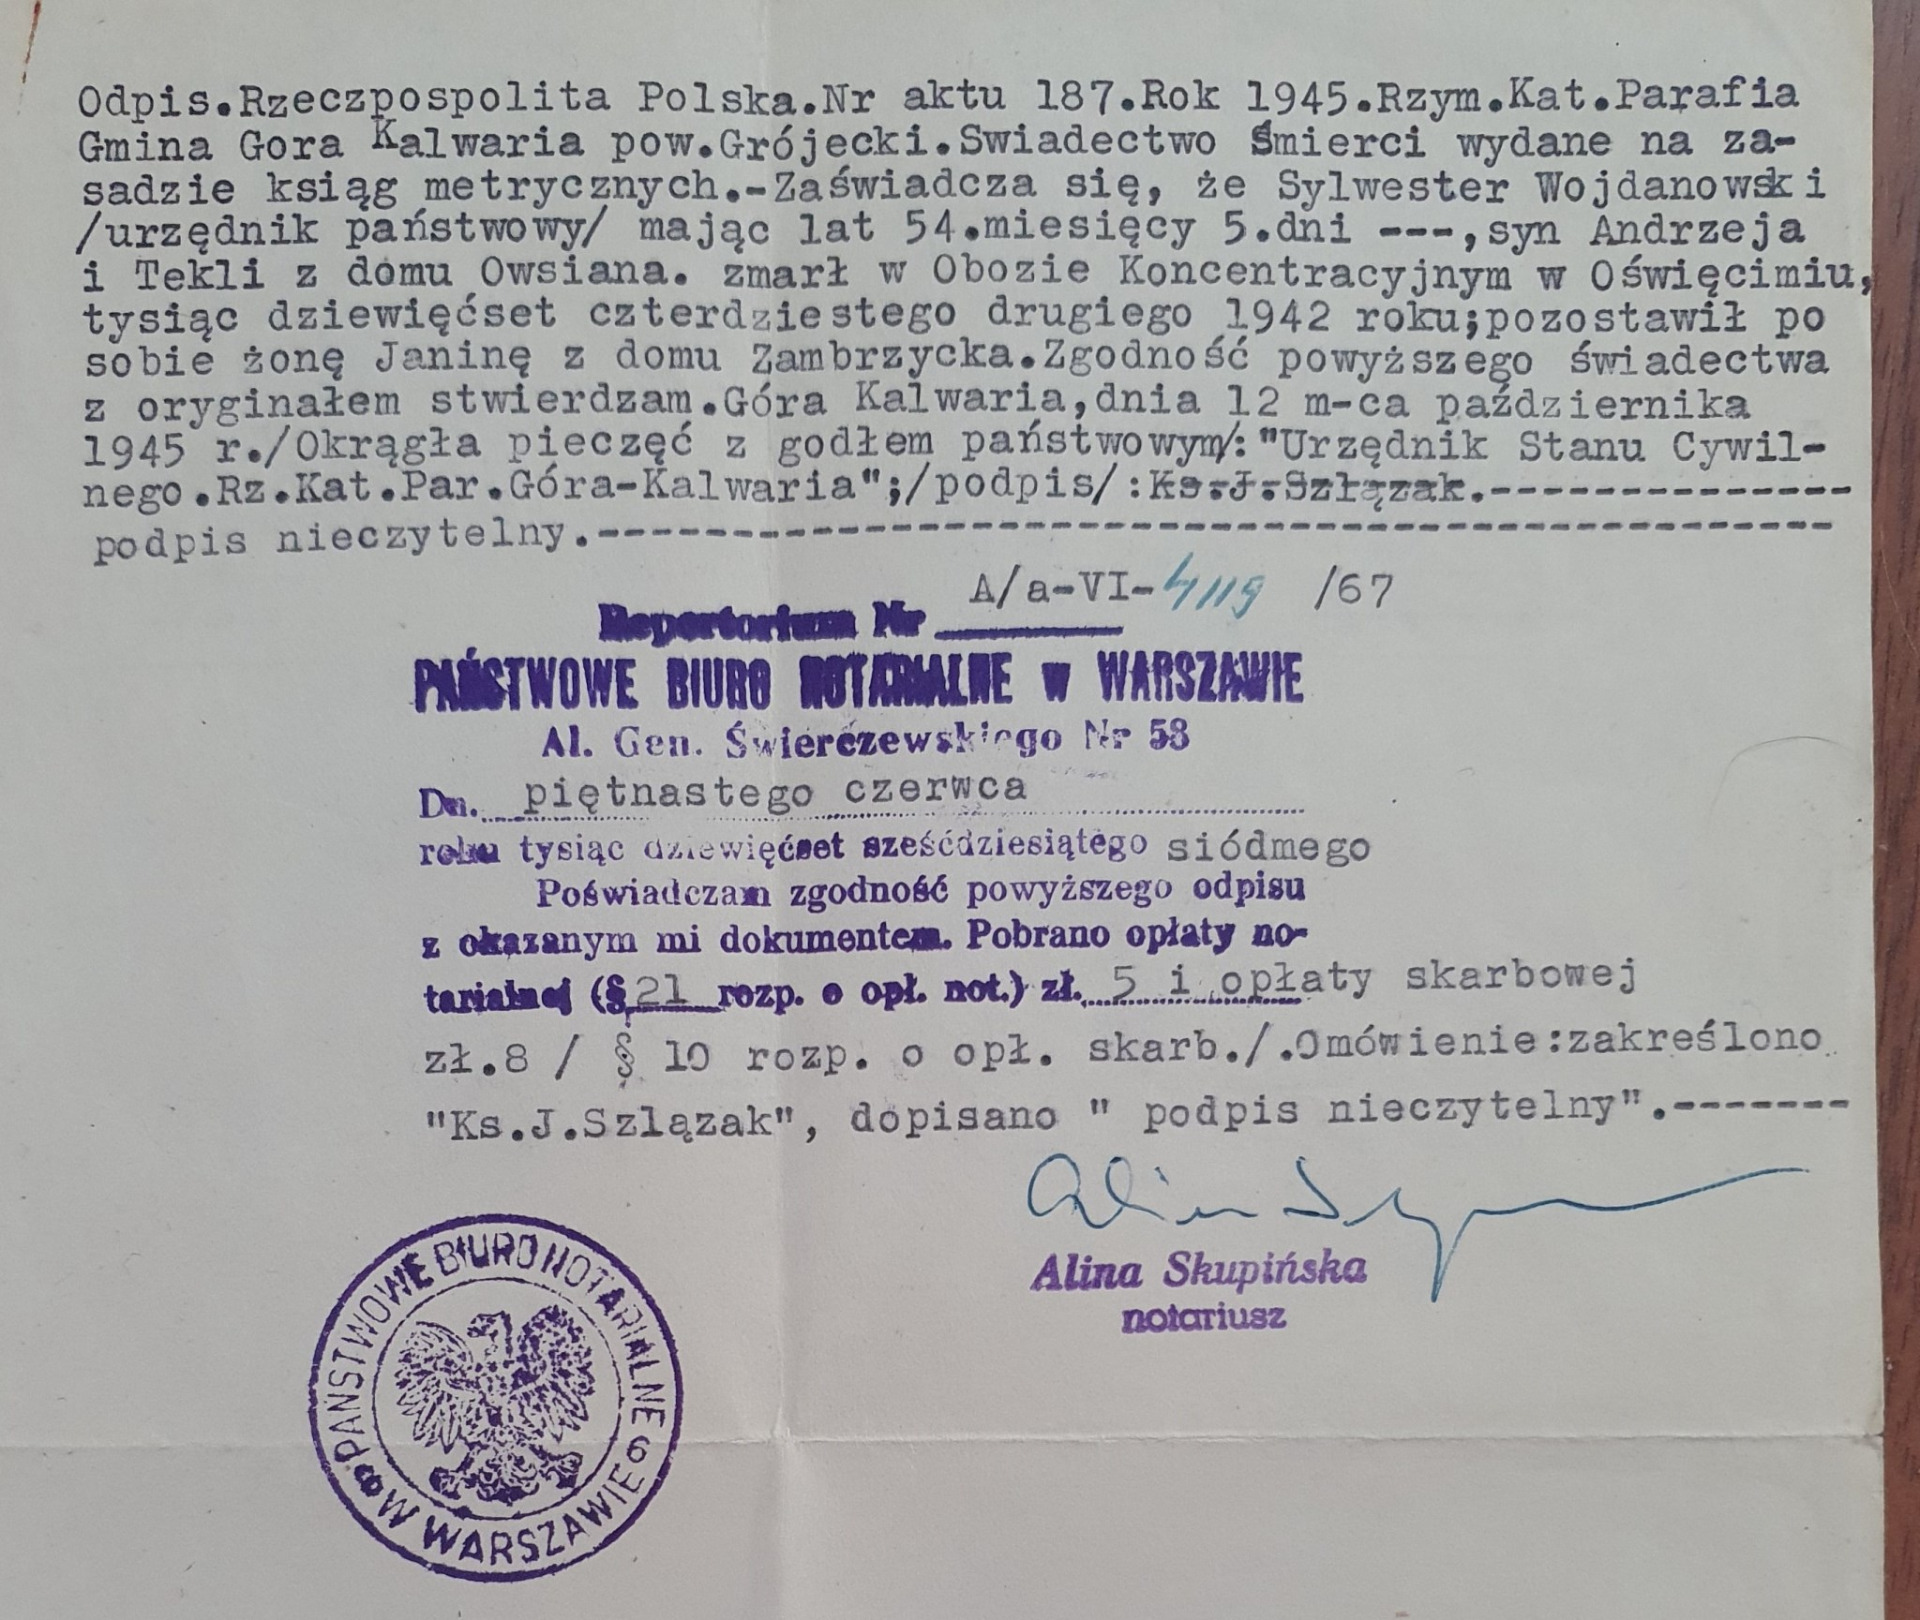 Odpis.Rzeczpospolita Polska.Nr aktu 187.Rok 1945.Rzym.Kat.Parafia
Gmina Gora Kalwaria pow.Grójecki.Swiadectwo Śmierci wydane na za-
sadzie ksiąg metrycznych.-Zaświadcza się, że Sylwester Wojdanowski
/urzędnik państwowy/ mając lat 54.miesięcy 5.dni ---,syn Andrzeja
i Tekli z domu Owsiana. zmarł w Obozie Koncentracyjnym w Oświęcimiu,
tysiąc dziewięćset czterdziestego drugiego 1942 roku;pozostawił po
sobie żonę Janinę z domu Zambrzycka.Zgodność powyższego świadectwa
z oryginałem stwierdzam.Góra Kalwaria,dnia 12 m-ca października
1945 r./Okrągła pieczęć z godłem państwowym/:"Urzędnik Stanu Cywil-
nego.Rz.Kat.Par.Góra-Kalwaria";/podpis/:Ks.J.Szlązak.---------------
podpis nieczytelny.----------------------------------------------------
A/a-VI-4119 /67
Repertorium Nr
PAŃSTWOWE BIURO NOTARIALNE w WARSZAWIE
Al. Gen. Świerczewskiego Nr 58
Dn. piętnastego czerwca
roku tysiąc dziewięćset sześćdziesiątego siódmego
Poświadczam zgodność powyższego odpisu
z okazanym mi dokumentem. Pobrano opłaty no-
tarialnej (§ 21 rozp. o opł. not.) zł. 5 i opłaty skarbowej
zł.8 / § 10 rozp. o opł. skarb./.Omówienie:zakreślono
"Ks.J.Szlązak", dopisano " podpis nieczytelny".-------
Alina Skupińska
notariusz
PAŃSTWOWE BIURO NOTARIALNE
W WARSZAWIE 6